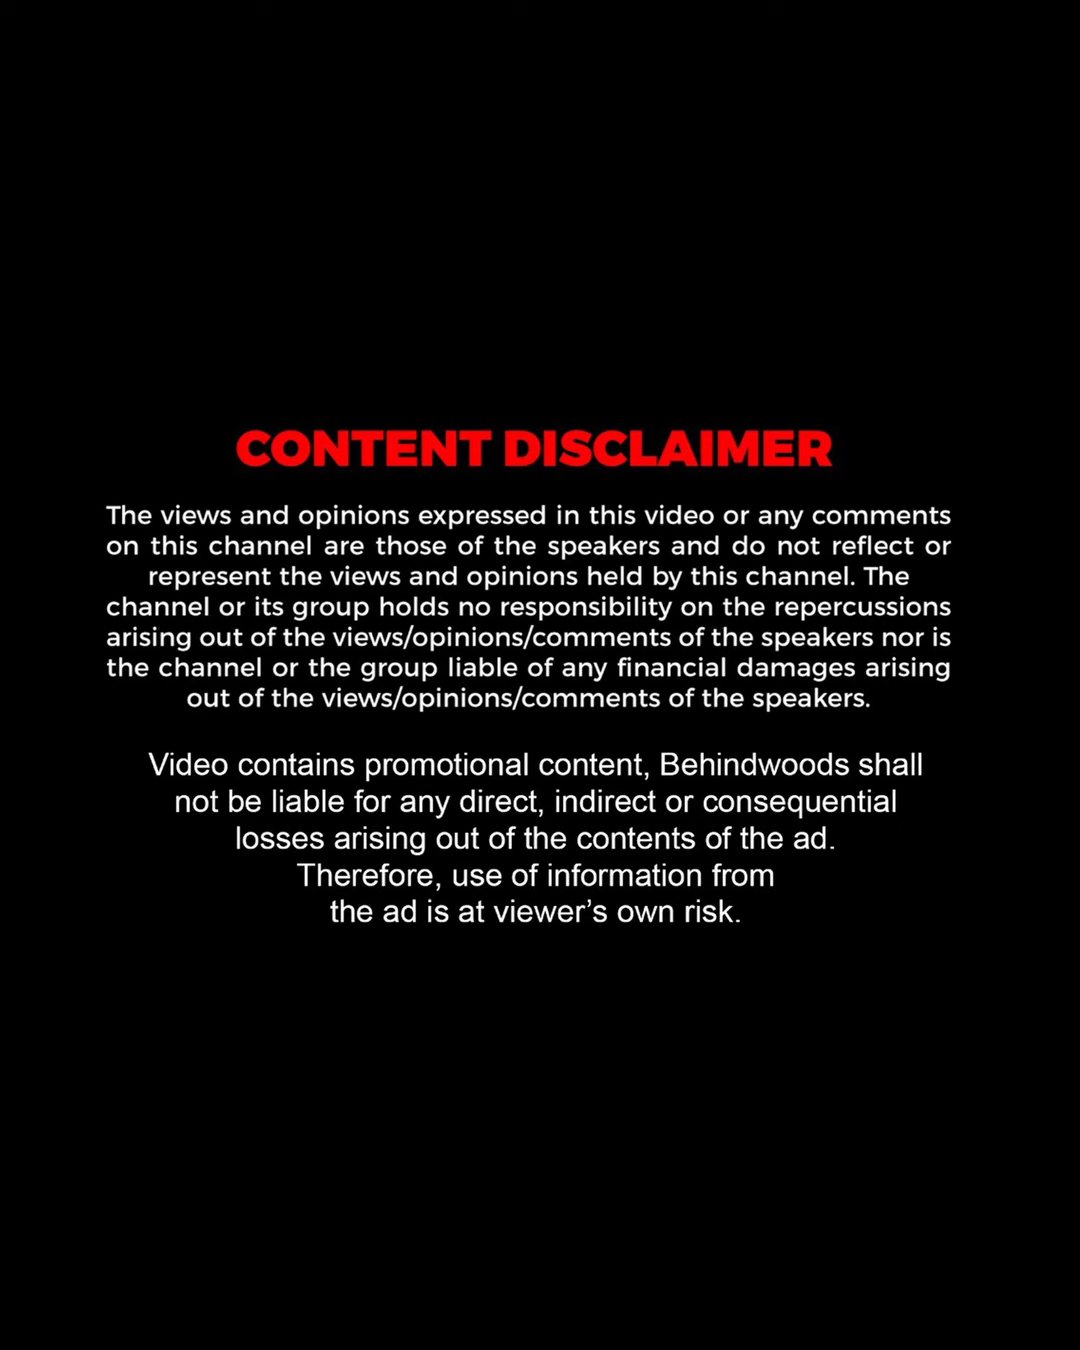 CONTENT DISCLAIMER
The views and opinions expressed in this video or any comments
on this channel are those of the speakers and do not reflect or
represent the views and opinions held by this channel. The
channel or its group holds no responsibility on the repercussions
arising out of the views/opinions/comments of the speakers nor is
the channel or the group liable of any financial damages arising
out of the views/opinions/comments of the speakers.
Video contains promotional content, Behindwoods shall
not be liable for any direct, indirect or consequential
losses arising out of the contents of the ad.
Therefore, use of information from
the ad is at viewer’s own risk.